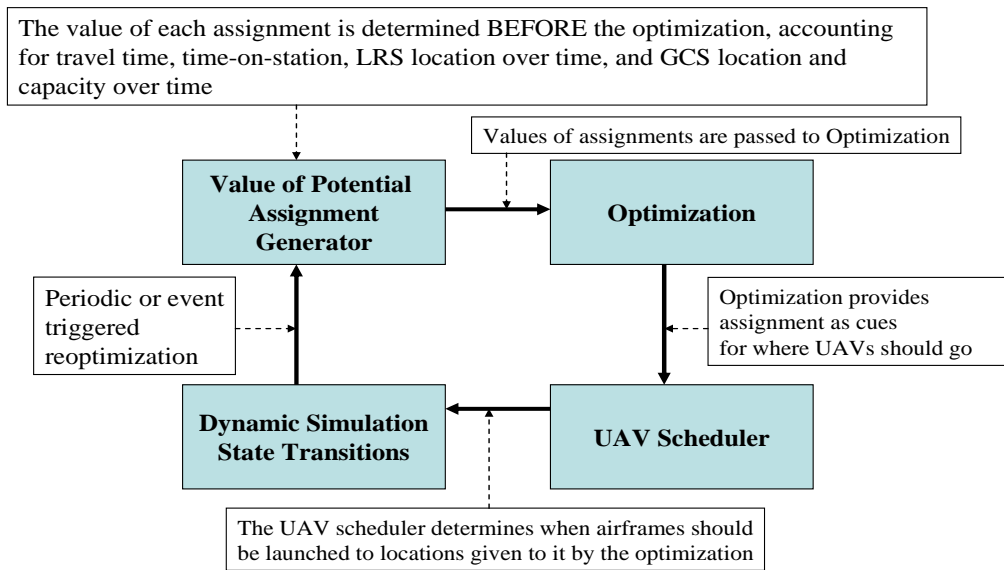 The value of each assignment is determined BEFORE the optimization, accounting
for travel time, time-on-station, LRS location over time, and GCS location and
capacity over time
Values of assignments are passed to Optimization
Value of Potential
Assignment
Generator
Optimization
Periodic or event
triggered
reoptimization
Optimization provides
assignment as cues
for where UAVs should go
Dynamic Simulation
State Transitions
UAV Scheduler
The UAV scheduler determines when airframes should
be launched to locations given to it by the optimization